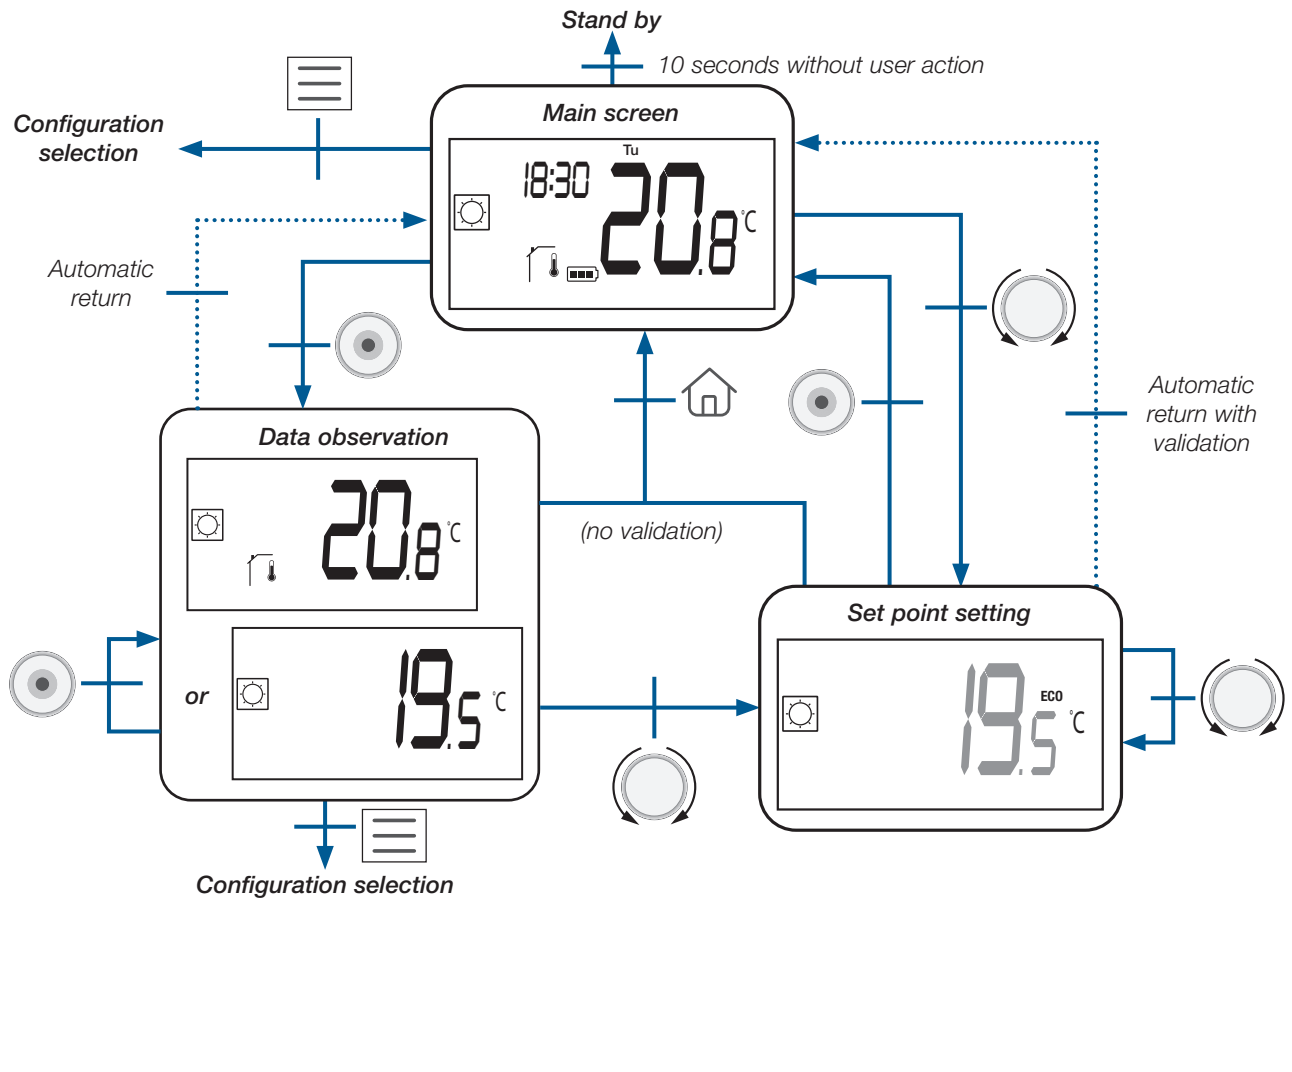 Stand by
10 seconds without user action
Main screen
Configuration
selection
Tu
18:30
20.8 °C
Automatic
return
Automatic
return with
validation
Data observation
20.8 °C
(no validation)
Set point setting
or
19.5 °C
ECO
19.5 °C
Configuration selection